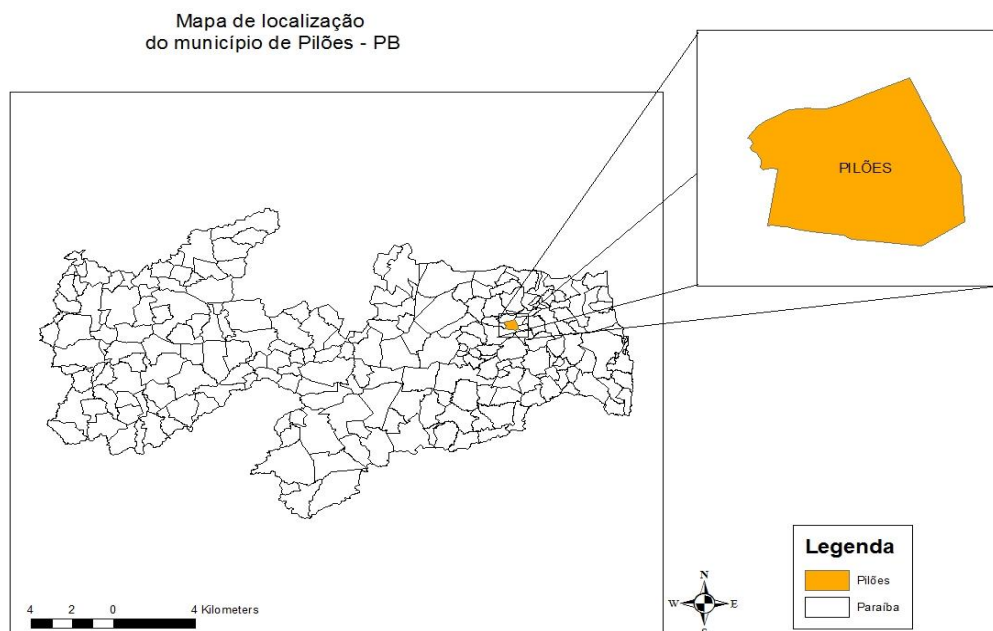 Mapa de localização
do município de Pilões - PB
PILÕES
Legenda
Pilões
Paraíba
4 2 0 4 Kilometers
N
W E
S